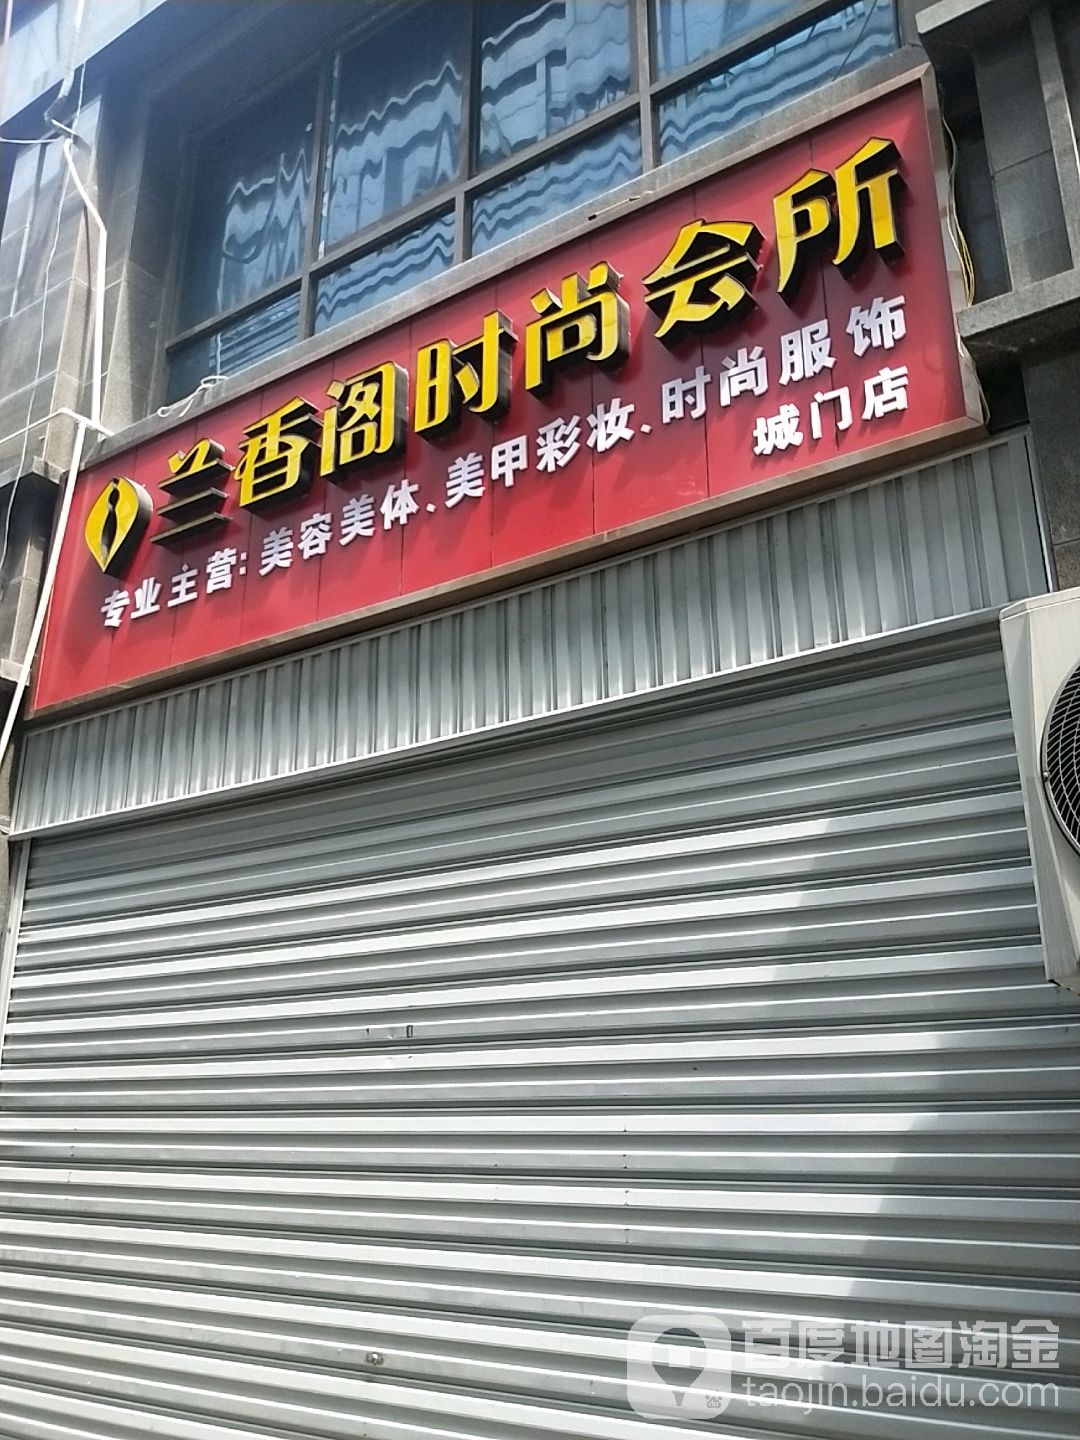 兰香阁时尚会所
专业主营:美容美体、美甲彩妆、时尚服饰
城门店
百度地图淘金
taojin.baidu.com